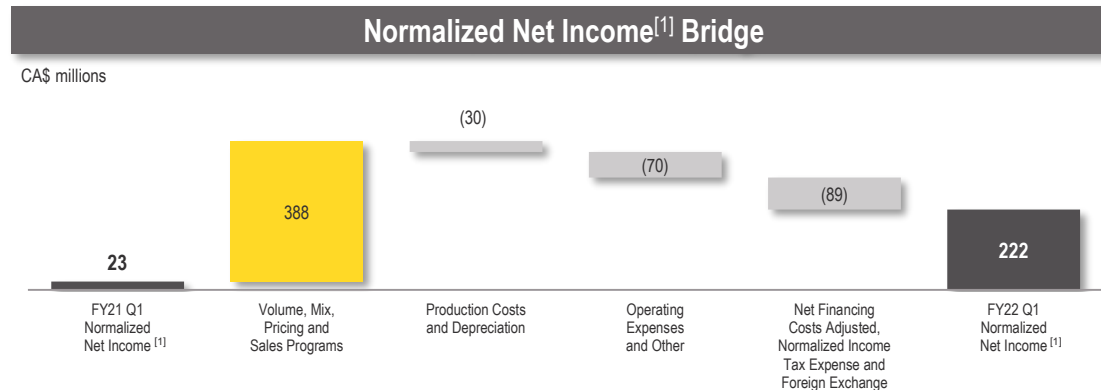 Normalized Net Income[1] Bridge
CA$ millions
(30)
(70)
(89)
388
23
222
FY21 Q1
Normalized
Net Income [1]
Volume, Mix,
Pricing and
Sales Programs
Production Costs
and Depreciation
Operating
Expenses
and Other
Net Financing
Costs Adjusted,
Normalized Income
Tax Expense and
Foreign Exchange
FY22 Q1
Normalized
Net Income [1]